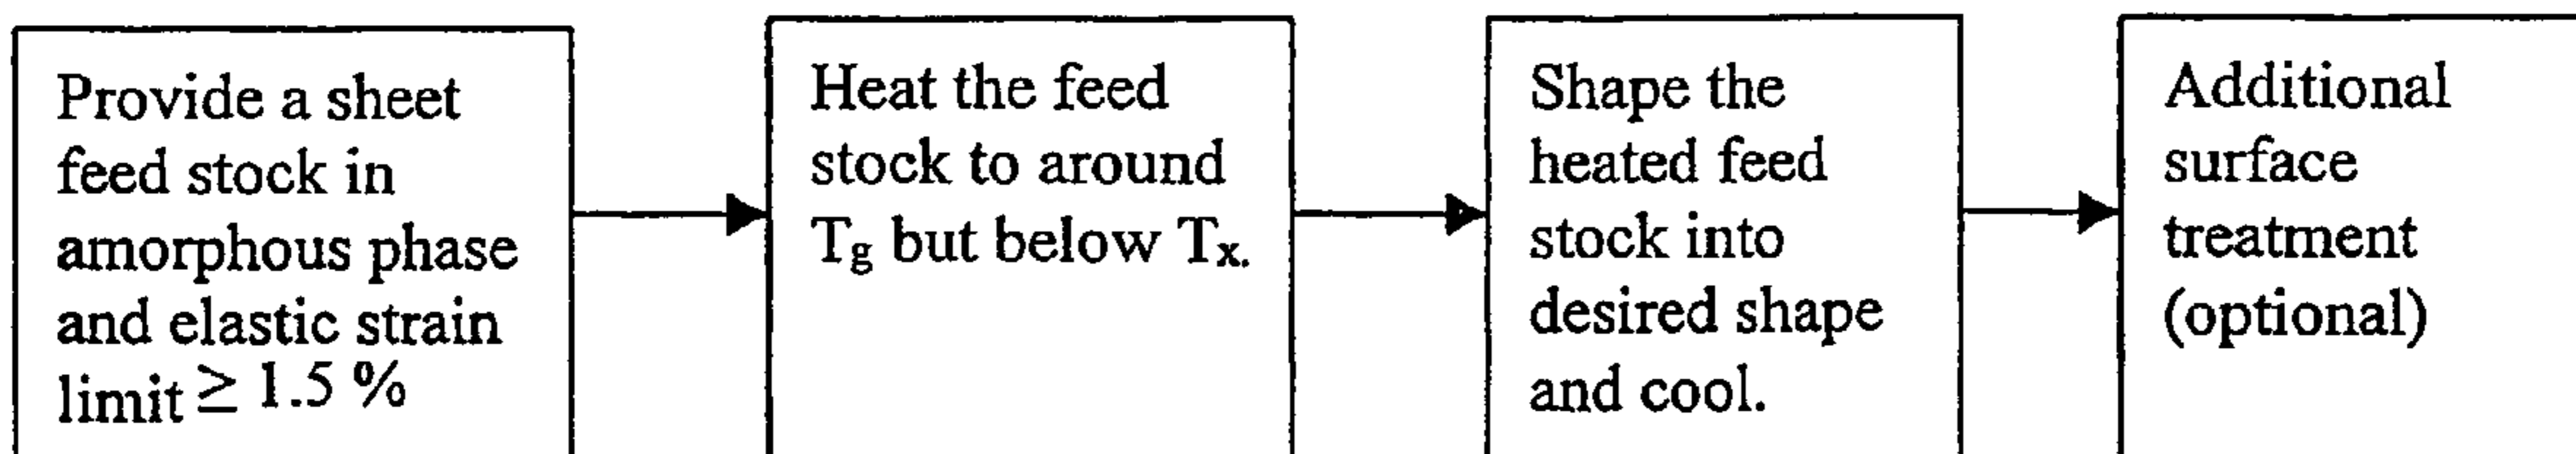 Provide a sheet
feed stock in
amorphous phase
and elastic strain
limit ≥ 1.5 %
Heat the feed
stock to around
Tg but below Tx.
Shape the
heated feed
stock into
desired shape
and cool.
Additional
surface
treatment
(optional)